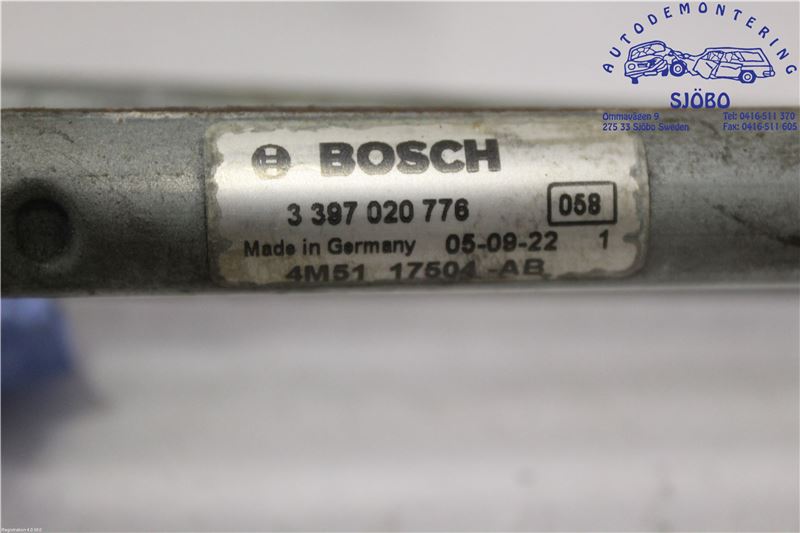 AUTODEMONTERING
SJÖBO
Ommavägen 9
275 33 Sjöbo Sweden
Tel: 0416-511 370
Fax: 0416-511 605
BOSCH
3 397 020 776
058
Made in Germany 05-09-22 1
4M51 17504-AB